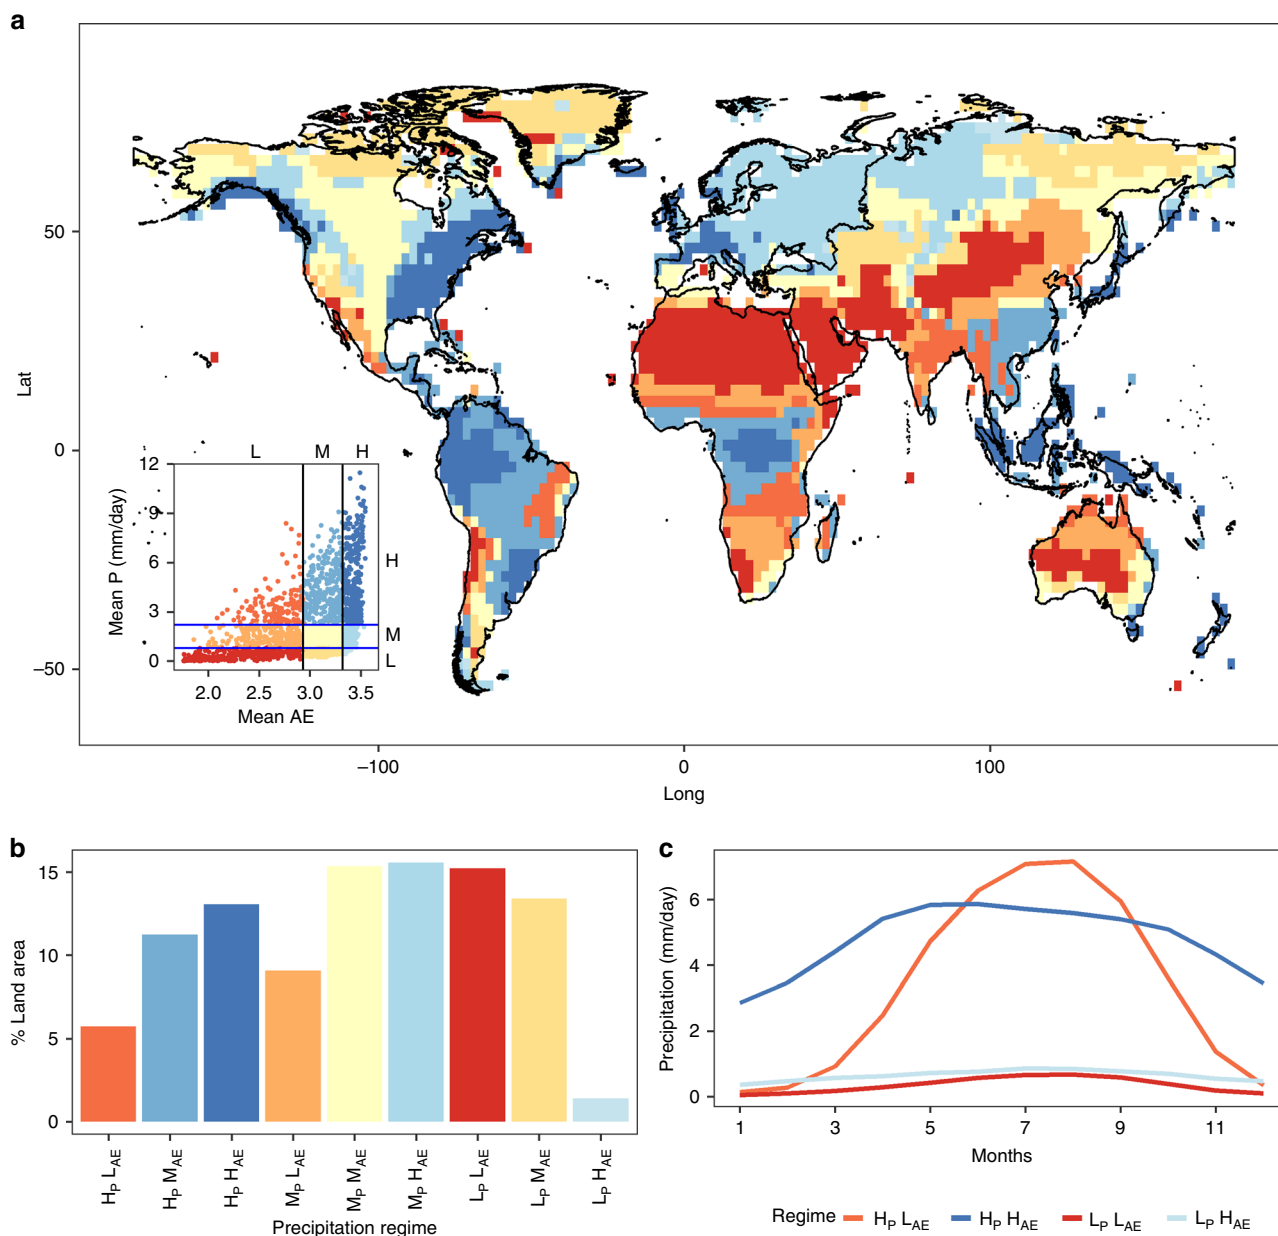 a
50
0
−50
Lat
−100
0
100
Long
L M H
12
9
6
3
0
H
M
L
Mean P (mm/day)
2.0 2.5 3.0 3.5
Mean AE
b
15
10
5
0
% Land area
HP LAE
HP MAE
HP HAE
MP LAE
MP MAE
MP HAE
LP LAE
LP MAE
LP HAE
Precipitation regime
c
6
4
2
0
Precipitation (mm/day)
1 3 5 7 9 11
Months
Regime HP LAE HP HAE LP LAE LP HAE